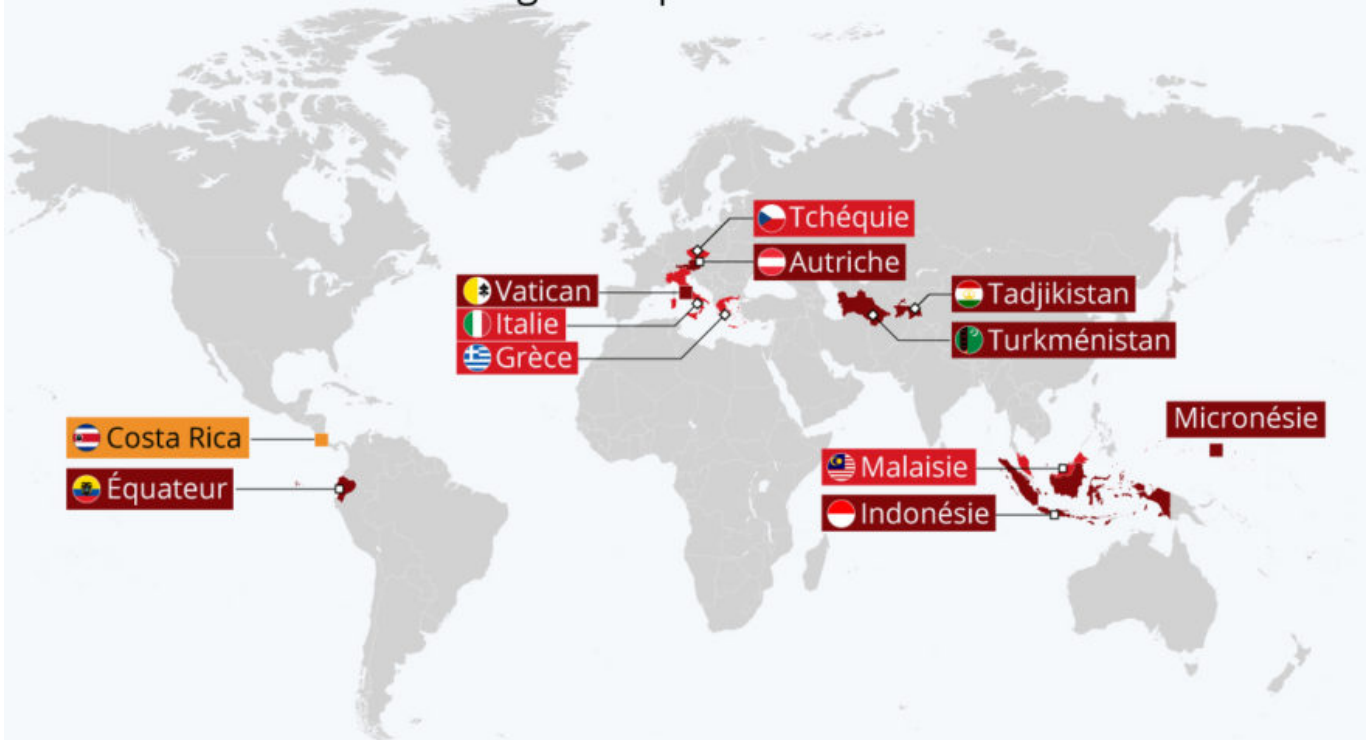 Tchéquie
Autriche
Vatican
Italie
Grèce
Tadjikistan
Turkménistan
Micronésie
Costa Rica
Équateur
Malaisie
Indonésie